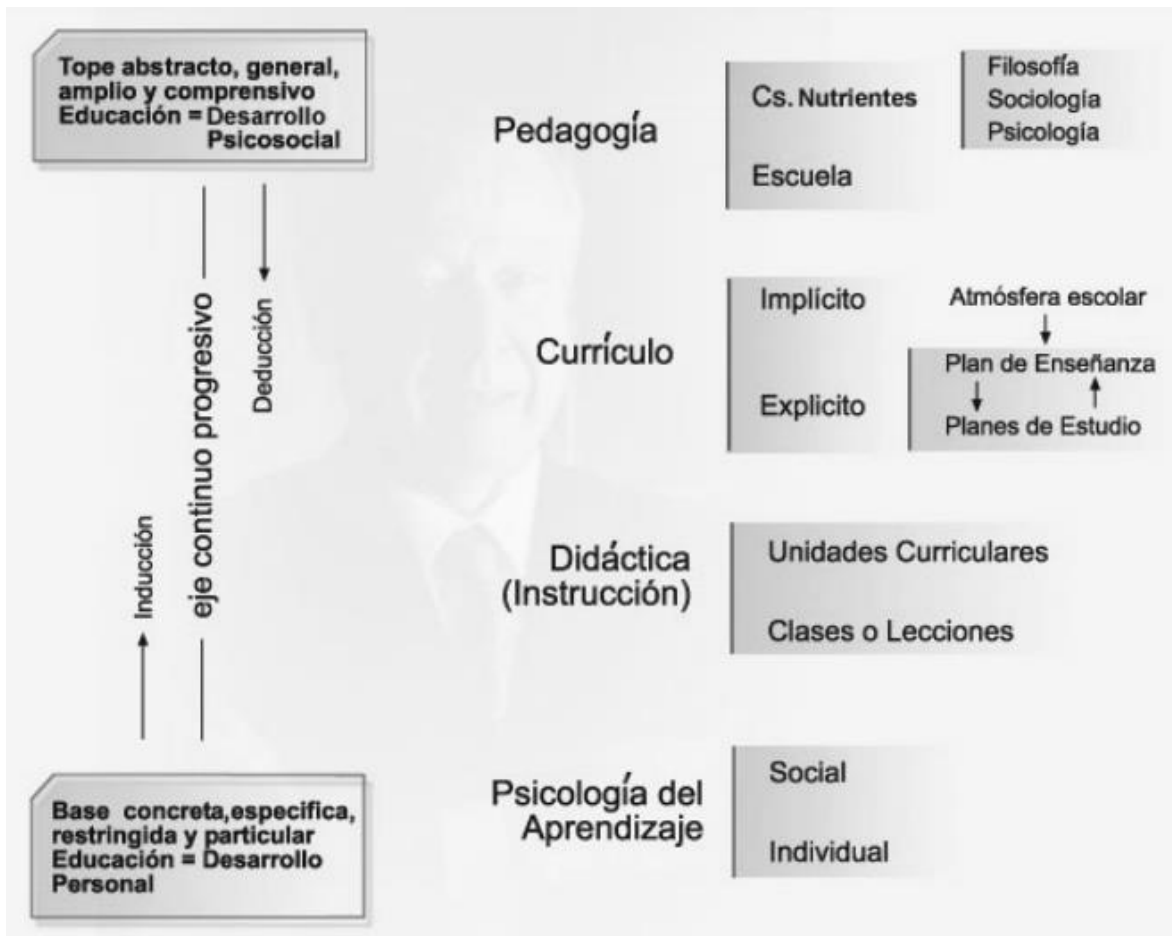 Tope abstracto, general,
amplio y comprensivo
Educación = Desarrollo
Psicosocial
Deducción
eje continuo progresivo
Inducción
Base concreta,especifica,
restringida y particular
Educación = Desarrollo
Personal
Pedagogía
Cs. Nutrientes
Escuela
Filosofía
Sociología
Psicología
Currículo
Implícito
Explicito
Atmósfera escolar
Plan de Enseñanza
Planes de Estudio
Didáctica
(Instrucción)
Unidades Curriculares
Clases o Lecciones
Psicología del
Aprendizaje
Social
Individual